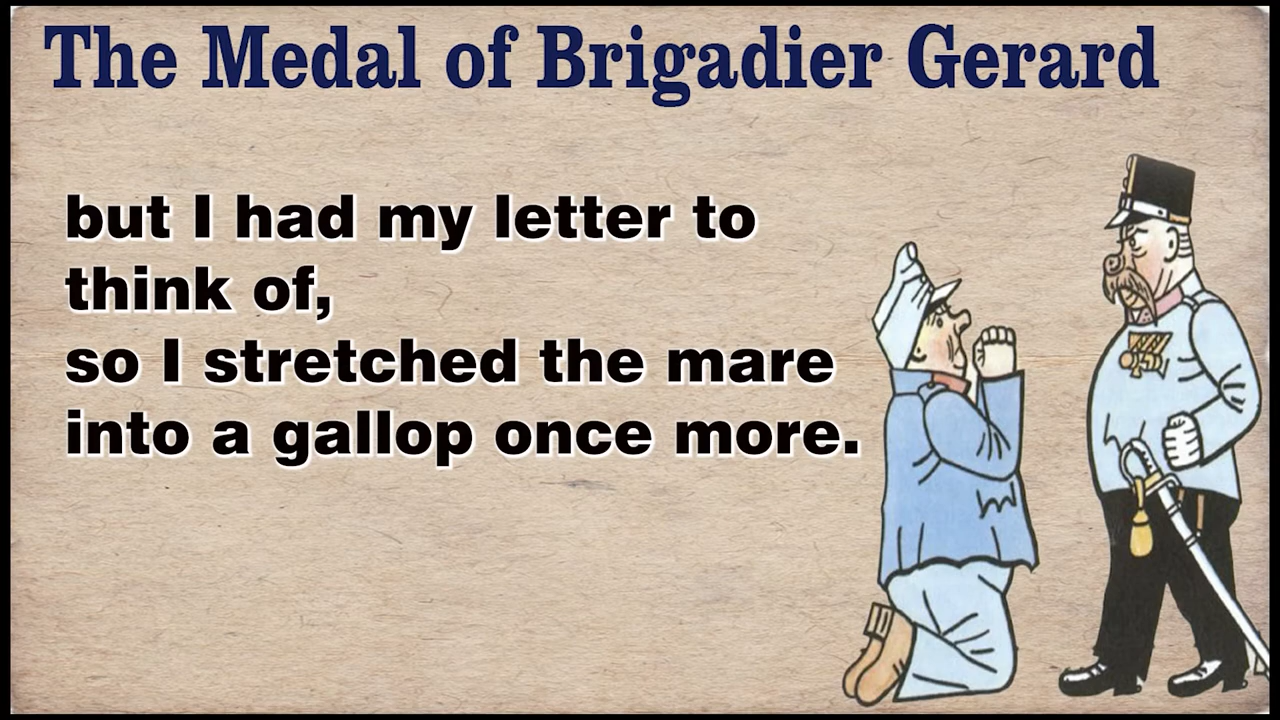 The Medal of Brigadier Gerard
but I had my letter to
think of,
so I stretched the mare
into a gallop once more.